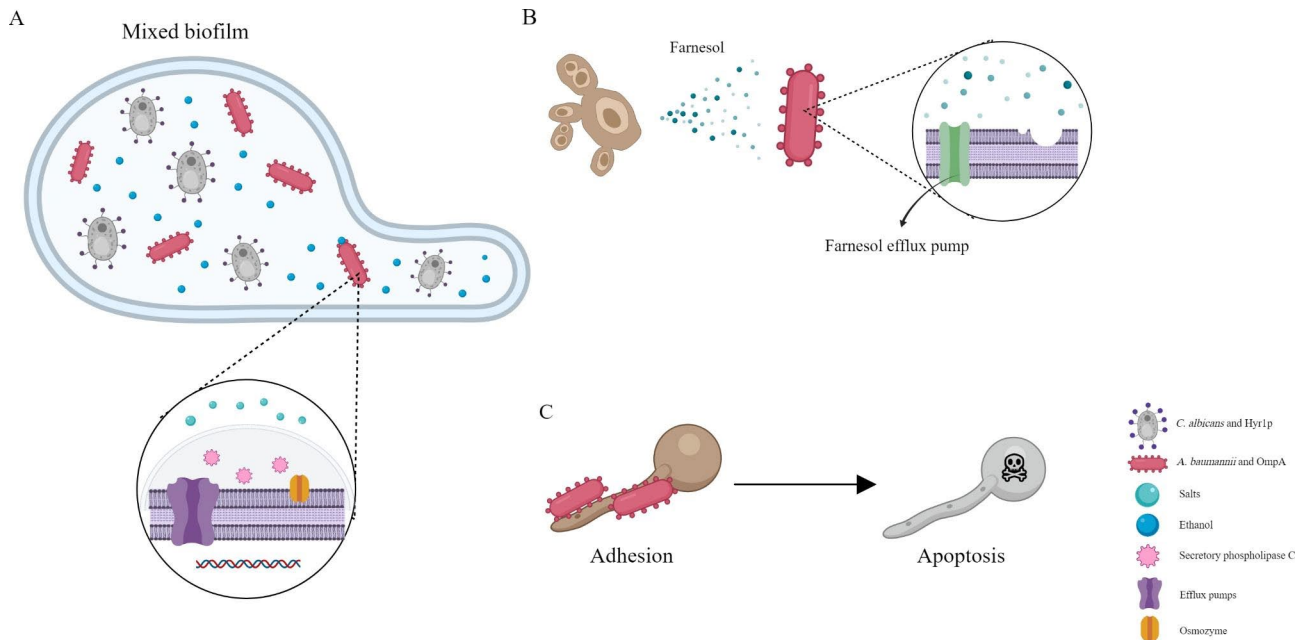 A
Mixed biofilm
B
Farnesol
Farnesol efflux pump
C
Adhesion
Apoptosis
C. albicans and Hyr1p
A. baumannii and OmpA
Salts
Ethanol
Secretory phospholipase C
Efflux pumps
Osmozyme